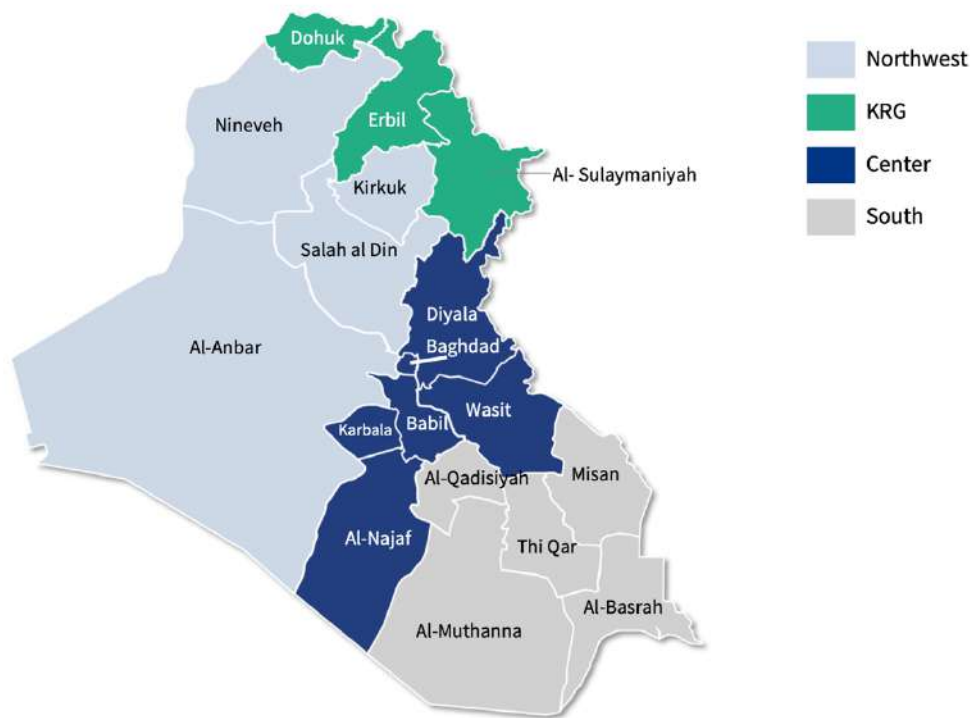 Dohuk
Northwest
Nineveh
Erbil
KRG
Kirkuk
Al- Sulaymaniyah
Center
South
Salah al Din
Diyala
Al-Anbar
Baghdad
Wasit
Karbala
Babil
Al-Qadisiyah
Misan
Al-Najaf
Thi Qar
Al-Basrah
Al-Muthanna